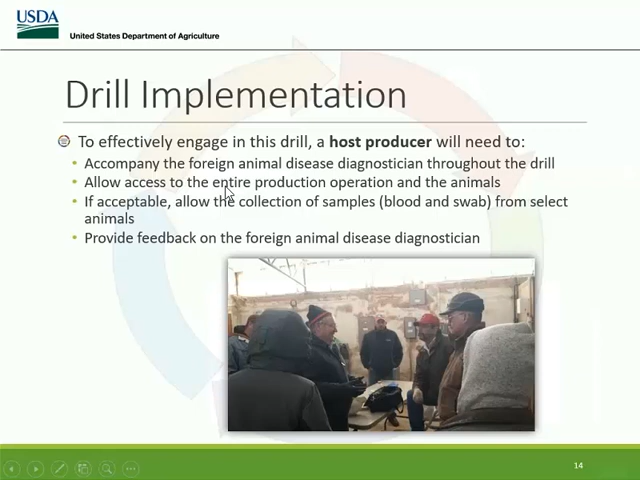 USDA
United States Department of Agriculture
Drill Implementation
To effectively engage in this drill, a host producer will need to:
Accompany the foreign animal disease diagnostician throughout the drill
Allow access to the entire production operation and the animals
If acceptable, allow the collection of samples (blood and swab) from select
animals
Provide feedback on the foreign animal disease diagnostician
14